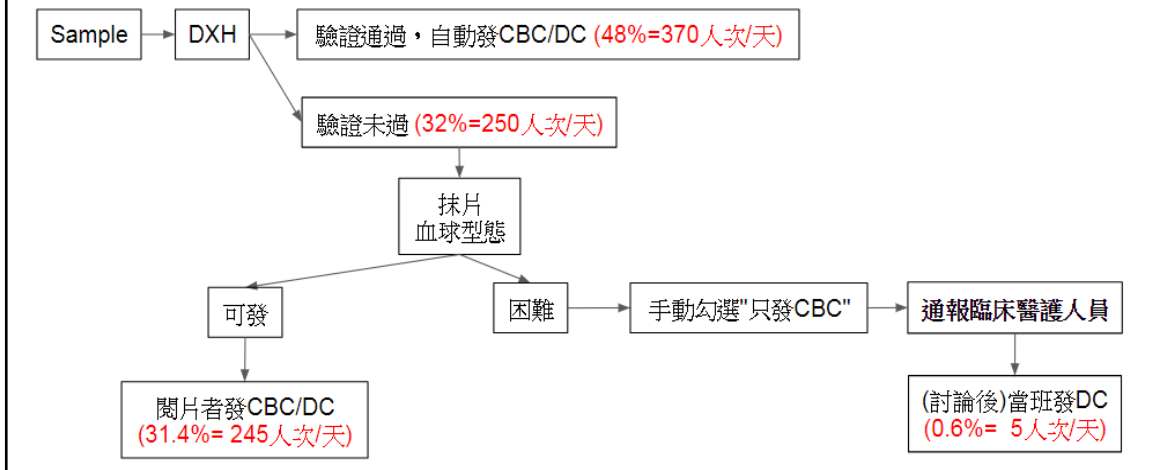 Sample
DXH
驗證通過，自動發CBC/DC (48%=370人次/天)
驗證未過 (32%=250人次/天)
抹片
血球型態
可發
困難
手動勾選"只發CBC"
通報臨床醫護人員
閱片者發CBC/DC
(31.4%= 245人次/天)
(討論後)當班發DC
(0.6%= 5人次/天)